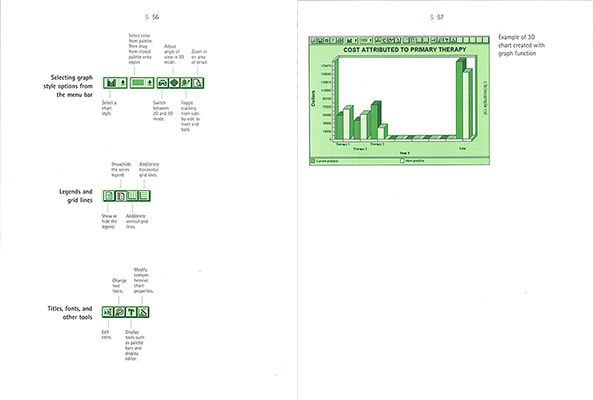 5 56
Select color
from palette.
Then drag
from closed
palette onto
object.
Adjust
angle of
view in 3D
mode.
Zoom in
on area
of detail.
Selecting graph
style options from
the menu bar
Select a
chart
style.
Switch
between
2D and 3D
mode.
Toggle
stacking
from side-
by-side to
front and
back.
Show/hide
the series
legend.
Add/delete
horizontal
grid lines.
Legends and
grid lines
Show or
hide the
legend.
Add/delete
vertical grid
lines.
Change
text
fonts.
Modify
compre-
hensive
chart
properties.
Titles, fonts, and
other tools
Edit
titles.
Display
tools such
as palette
bars and
display
editor.
5 57
COST ATTRIBUTED TO PRIMARY THERAPY
Dollars
Therapy 1
Therapy 2
Therapy 3
Total
Year 1
Current practice
New practice
Example of 3D
chart created with
graph function